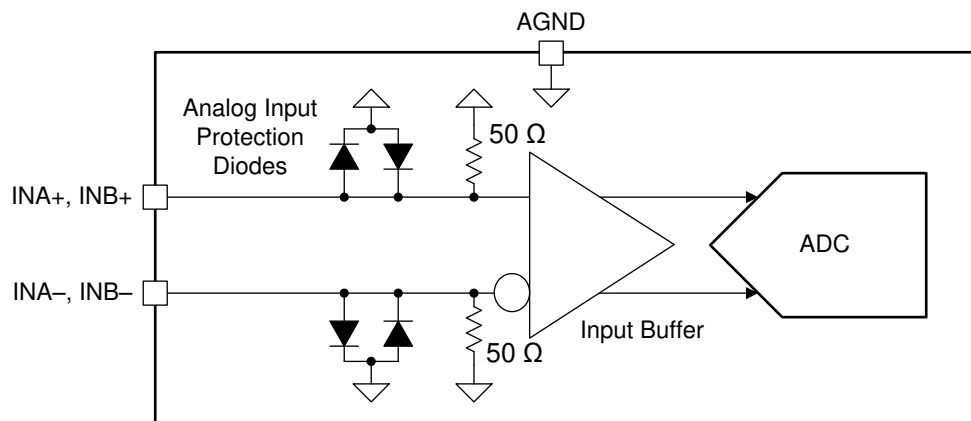 AGND
Analog Input
Protection
Diodes
50 Ω
INA+, INB+
ADC
INA–, INB–
Input Buffer
50 Ω